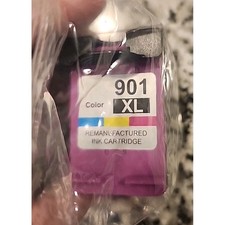 901
Color XL
REMANUFACTURED
INK CARTRIDGE